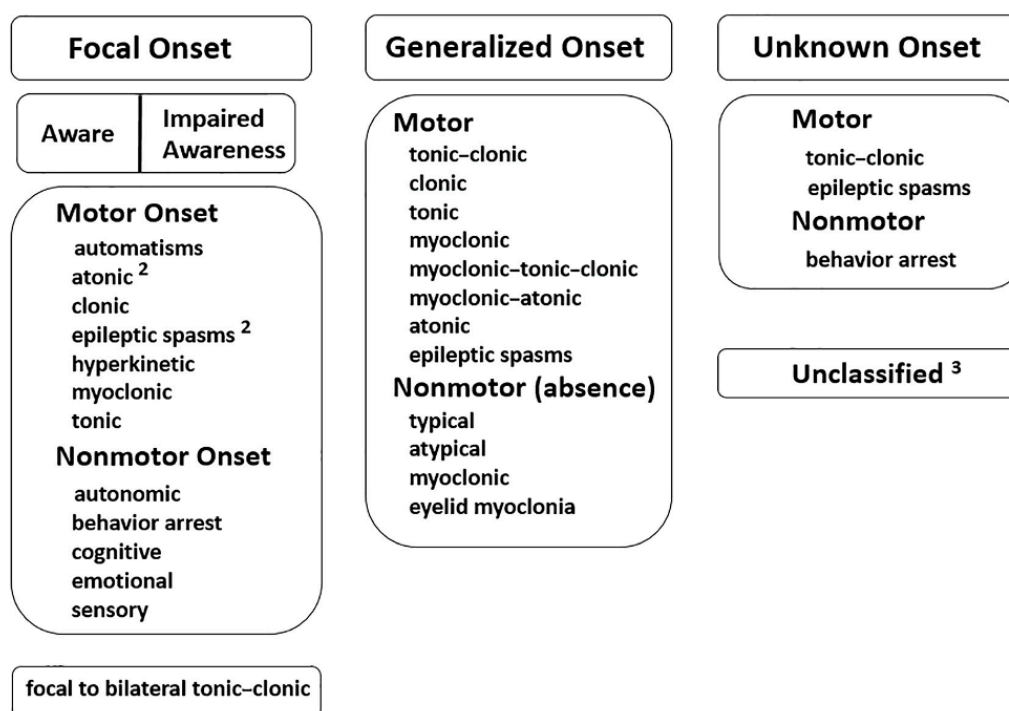 Focal Onset
Aware
Impaired
Awareness
Motor Onset
automatisms
atonic ²
clonic
epileptic spasms ²
hyperkinetic
myoclonic
tonic
Nonmotor Onset
autonomic
behavior arrest
cognitive
emotional
sensory
focal to bilateral tonic–clonic
Generalized Onset
Motor
tonic–clonic
clonic
tonic
myoclonic
myoclonic–tonic–clonic
myoclonic–atonic
atonic
epileptic spasms
Nonmotor (absence)
typical
atypical
myoclonic
eyelid myoclonia
Unknown Onset
Motor
tonic–clonic
epileptic spasms
Nonmotor
behavior arrest
Unclassified ³